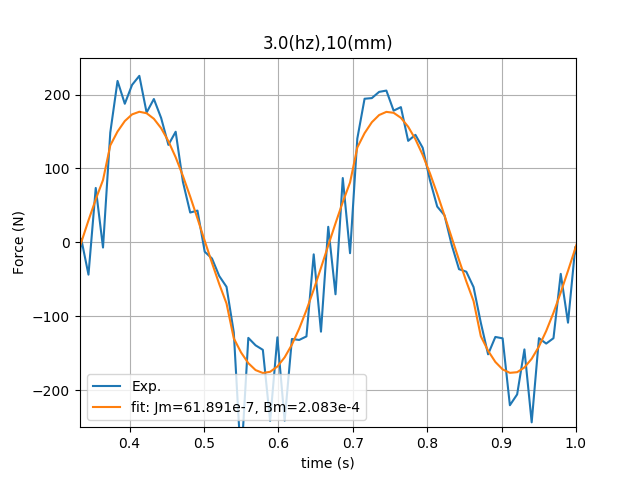 3.0(hz),10(mm)
Force (N)
200
100
0
−100
−200
Exp.
fit: Jm=61.891e-7, Bm=2.083e-4
0.4 0.5 0.6 0.7 0.8 0.9 1.0
time (s)